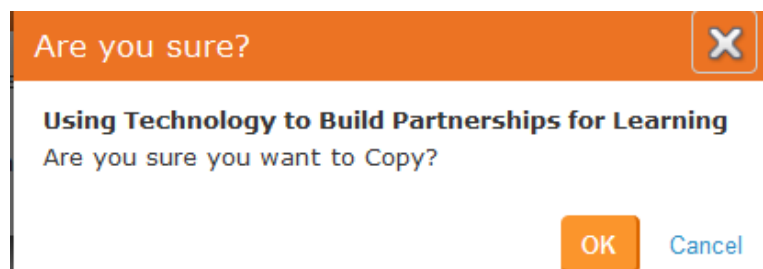 Are you sure?
Using Technology to Build Partnerships for Learning
Are you sure you want to Copy?
OK Cancel